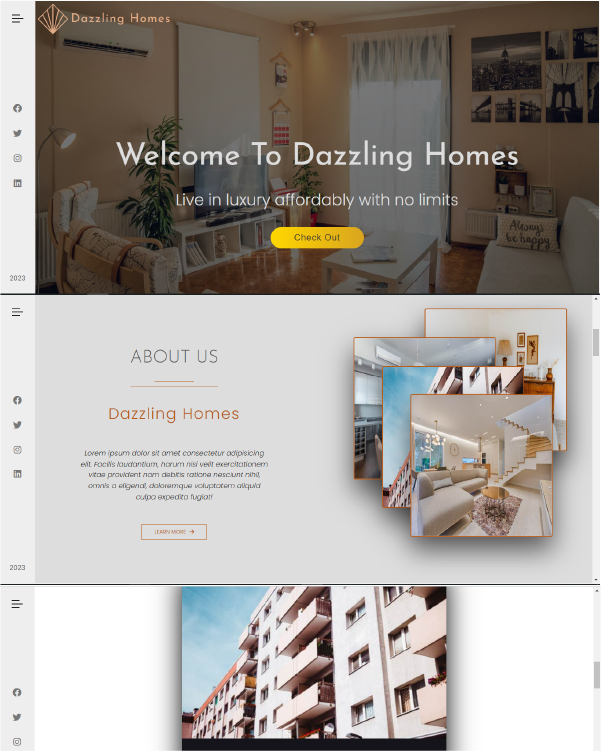 Dazzling Homes
Welcome To Dazzling Homes
Live in luxury affordably with no limits
Check Out
Always
be happy
2023
ABOUT US
Dazzling Homes
Lorem ipsum dolor sit amet consectetur adipisicing
elit. Facilis laudantium, harum nisi velit exercitationem
vitae provident nam debitis ratione nesciunt nihil,
omnis a eligendi, doloremque voluptatem aliquid
culpa expedita fugiat!
LEARN MORE →
2023